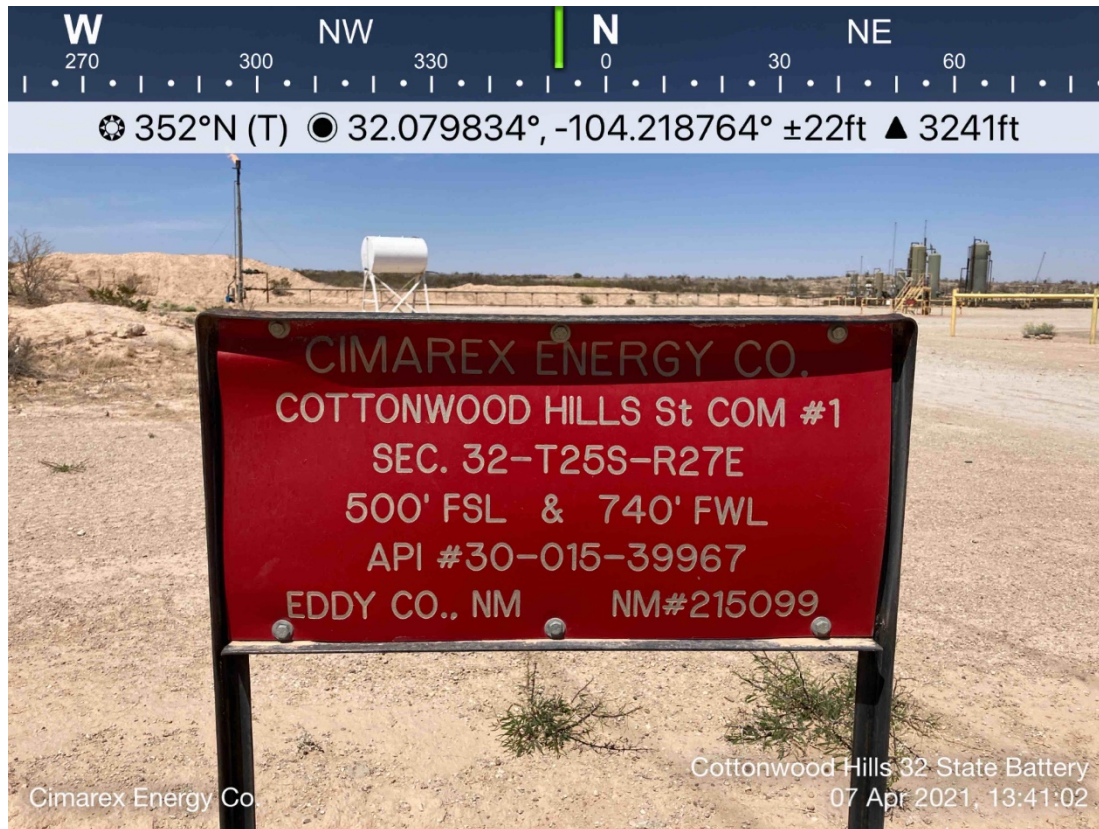 W NW N NE
270 300 330 0 30 60
352°N (T) 32.079834°, -104.218764° ±22ft ▲ 3241ft
CIMAREX ENERGY CO.
COTTONWOOD HILLS St COM #1
SEC. 32-T25S-R27E
500' FSL & 740' FWL
API #30-015-39967
EDDY CO., NM NM#215099
Cottonwood Hills 32 State Battery
Cimarex Energy Co. 07 Apr 2021, 13:41:02